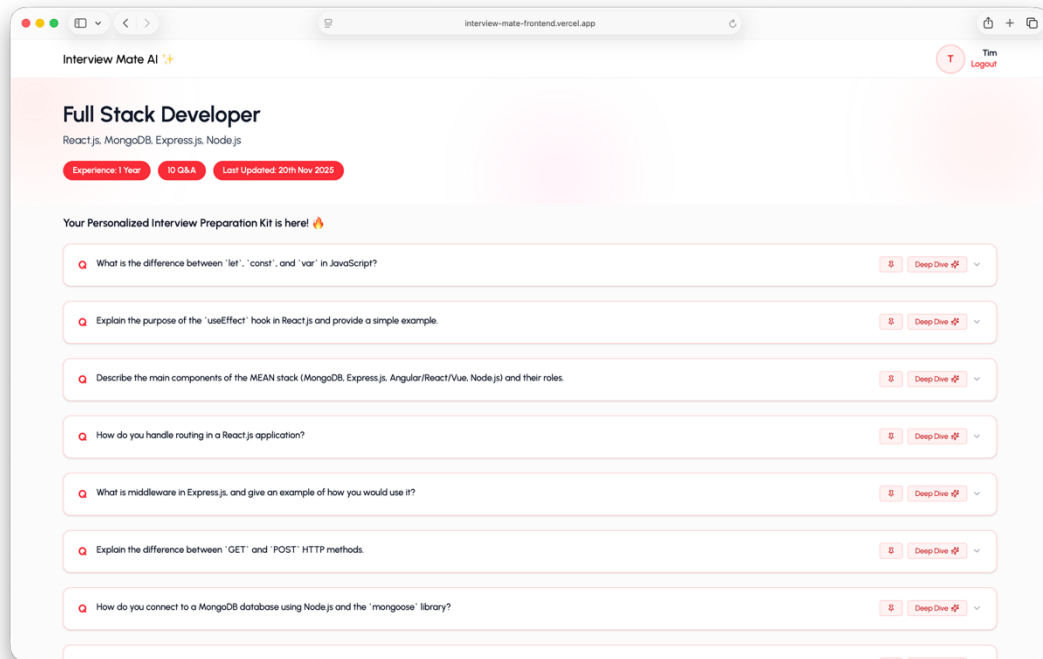 interview-mate-frontend.vercel.app
Interview Mate AI ✨
T
Tim
Logout
Full Stack Developer
React.js, MongoDB, Express.js, Node.js
Experience: 1 Year
10 Q&A
Last Updated: 20th Nov 2025
Your Personalized Interview Preparation Kit is here! 🔥
Q What is the difference between `let`, `const`, and `var` in JavaScript? Deep Dive
Q Explain the purpose of the `useEffect` hook in React.js and provide a simple example. Deep Dive
Q Describe the main components of the MEAN stack (MongoDB, Express.js, Angular/React/Vue, Node.js) and their roles. Deep Dive
Q How do you handle routing in a React.js application? Deep Dive
Q What is middleware in Express.js, and give an example of how you would use it? Deep Dive
Q Explain the difference between `GET` and `POST` HTTP methods. Deep Dive
Q How do you connect to a MongoDB database using Node.js and the `mongoose` library? Deep Dive